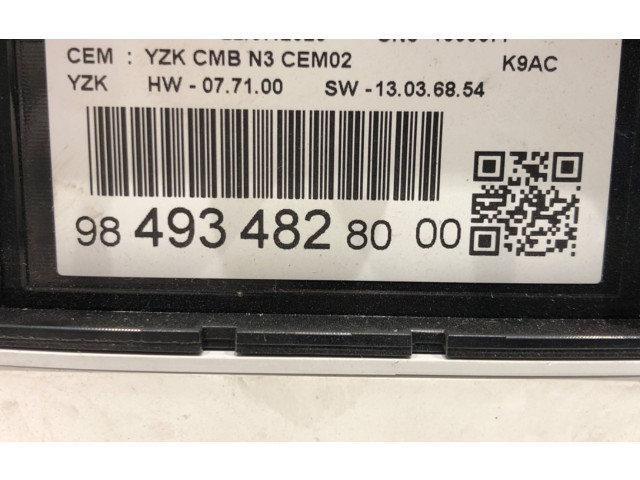 CEM : YZK CMB N3 CEM02 K9AC
YZK HW - 07.71.00 SW -13.03.68.54
98 493 482 80 00